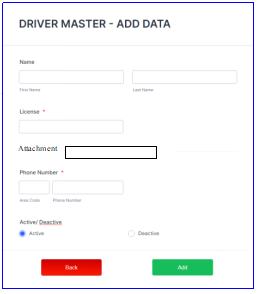 DRIVER MASTER - ADD DATA
Name
First Name Last Name
License *
Attachment
Phone Number *
Area Code Phone Number
Active/ Deactive
Active Deactive
Back Add